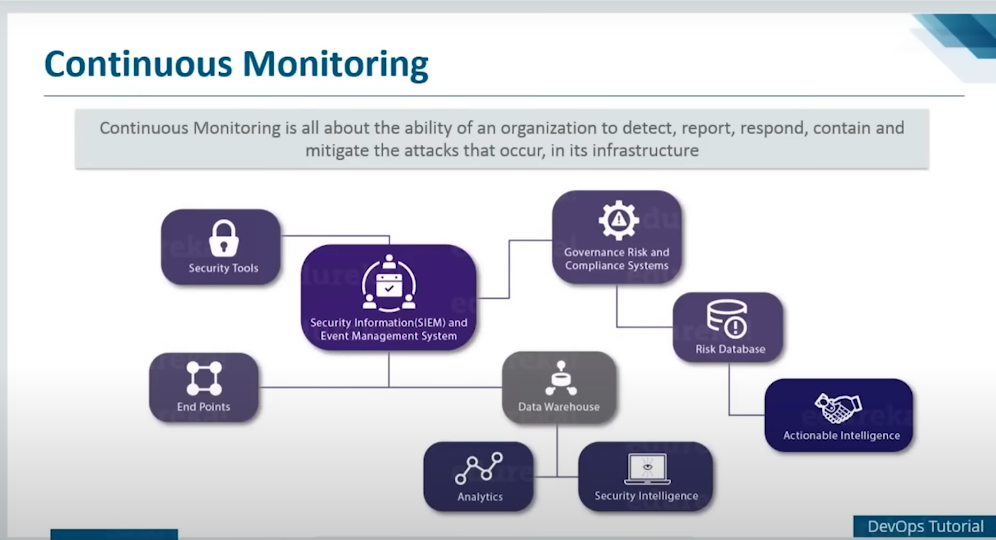 Continuous Monitoring
Continuous Monitoring is all about the ability of an organization to detect, report, respond, contain and
mitigate the attacks that occur, in its infrastructure
Security Tools
Governance Risk and
Compliance Systems
Security Information(SIEM) and
Event Management System
Risk Database
End Points
Data Warehouse
Actionable Intelligence
Analytics
Security Intelligence
DevOps Tutorial